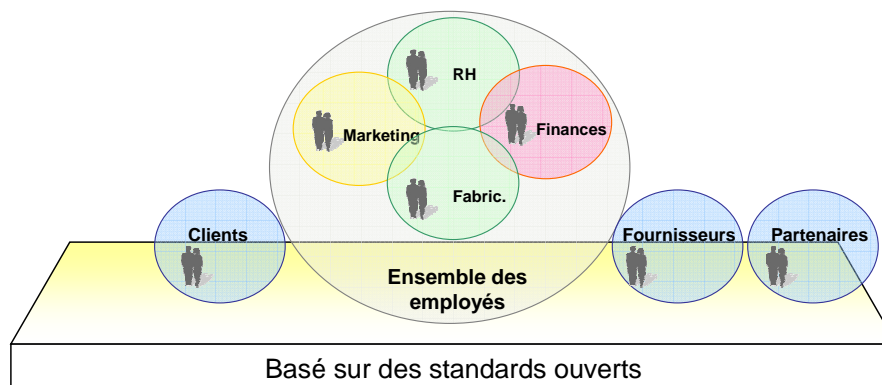 RH
Marketing
Finances
Fabric.
Clients
Fournisseurs
Partenaires
Ensemble des
employés
Basé sur des standards ouverts